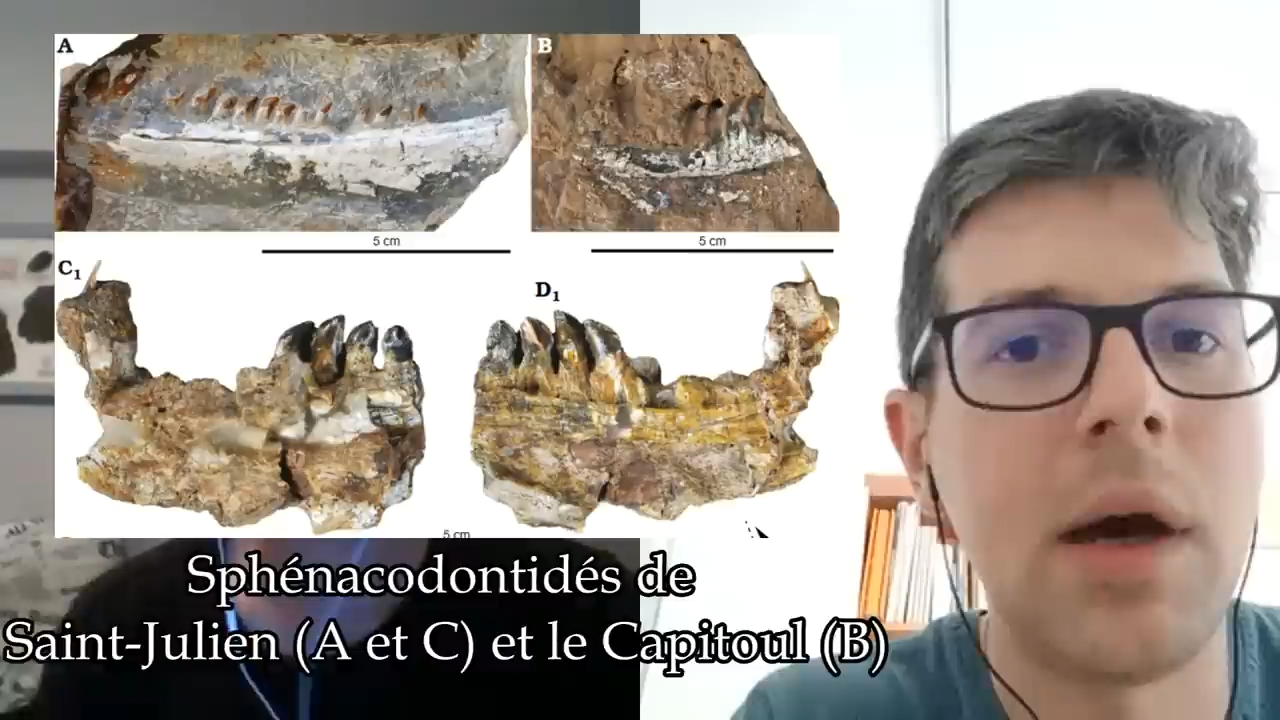 A
B
5 cm
5 cm
C1
D1
5 cm
Sphénacodontidés de
Saint-Julien (A et C) et le Capitoul (B)